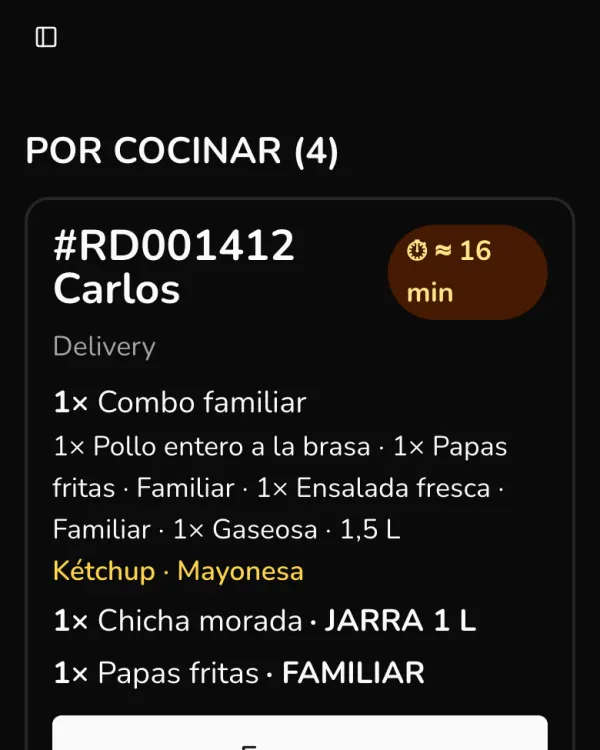 POR COCINAR (4)
#RD001412
Carlos
⏱ ≈ 16
min
Delivery
1× Combo familiar
1× Pollo entero a la brasa · 1× Papas
fritas · Familiar · 1× Ensalada fresca ·
Familiar · 1× Gaseosa · 1,5 L
Kétchup · Mayonesa
1× Chicha morada · JARRA 1 L
1× Papas fritas · FAMILIAR